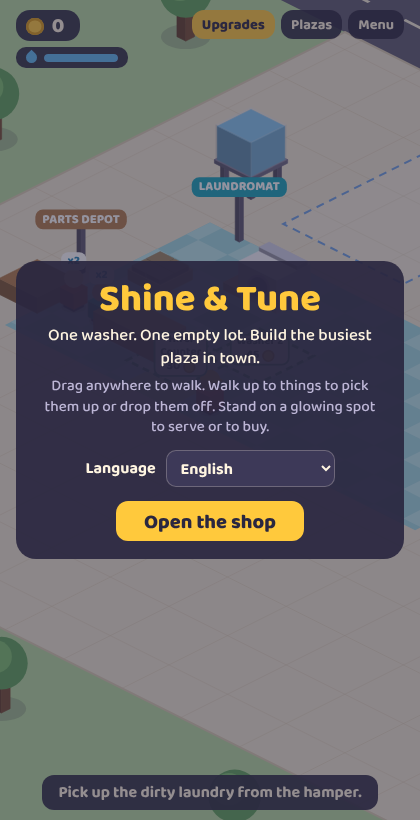 0
Upgrades
Plazas
Menu
LAUNDROMAT
PARTS DEPOT
x2
Shine & Tune
One washer. One empty lot. Build the busiest
plaza in town.
Drag anywhere to walk. Walk up to things to pick
them up or drop them off. Stand on a glowing spot
to serve or to buy.
Language
English
Open the shop
Pick up the dirty laundry from the hamper.